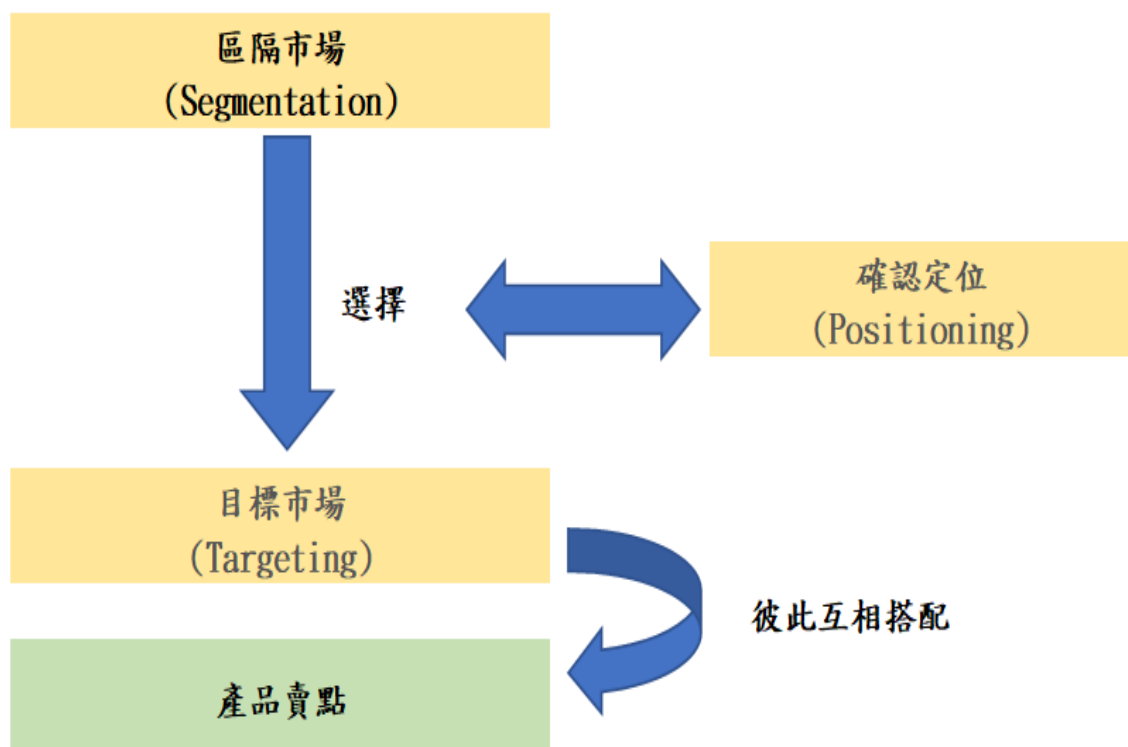 區隔市場
(Segmentation)
選擇
確認定位
(Positioning)
目標市場
(Targeting)
彼此互相搭配
產品賣點